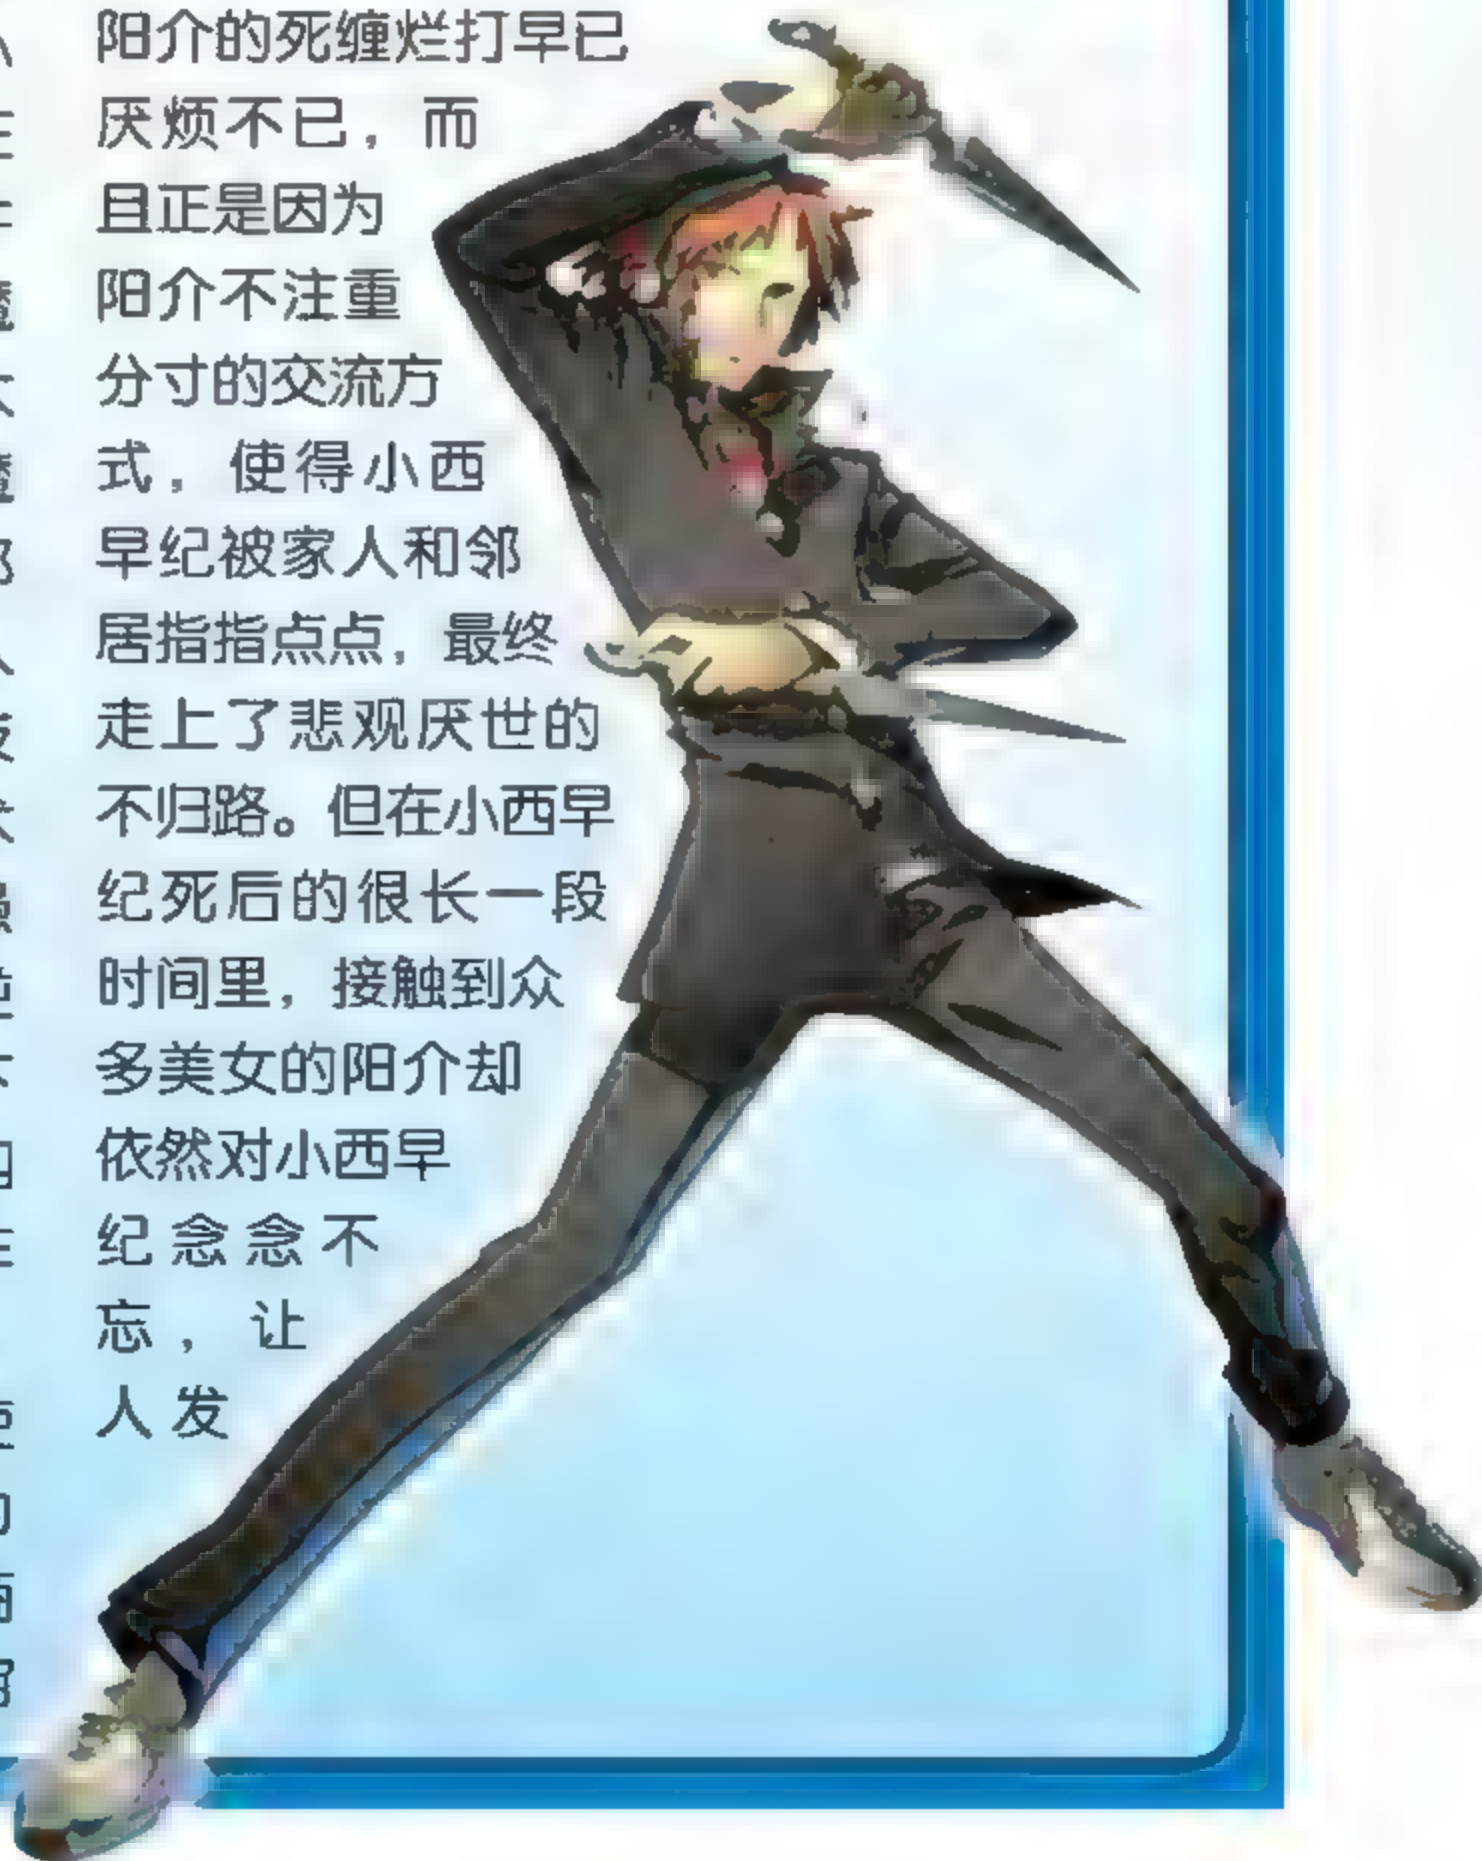 阳介的死缠烂打早已
厌烦不已，而
且正是因为
阳介不注重
分寸的交流方
式，使得小西
早纪被家人和邻
居指指点点，最终
走上了悲观厌世的
不归路。但在小西早
纪死后的很长一段
时间里，接触到众
多美女的阳介却
依然对小西早
纪念念不
忘，让
人发